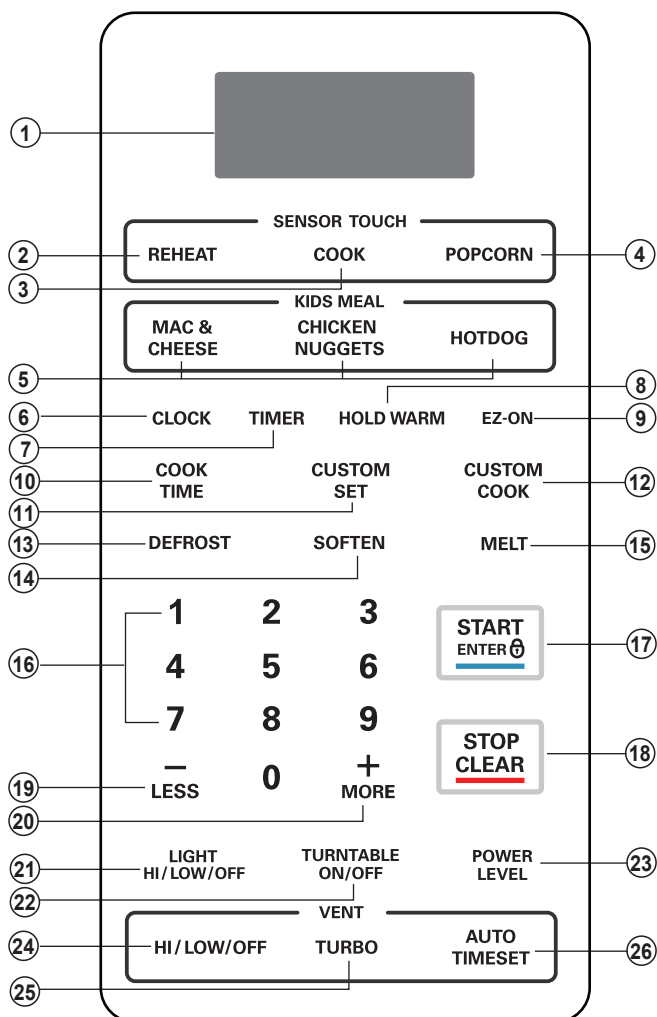 1
SENSOR TOUCH
2 REHEAT COOK POPCORN 4
3
KIDS MEAL
MAC & CHICKEN HOTDOG
CHEESE NUGGETS
5 8
6 CLOCK TIMER HOLD WARM EZ-ON 9
7
10 COOK CUSTOM CUSTOM 12
TIME SET COOK
11
13 DEFROST SOFTEN MELT 15
14
1 2 3 START
ENTER 17
16 4 5 6
7 8 9 STOP
CLEAR 18
19 – 0 +
LESS MORE
20
21 LIGHT TURNTABLE POWER 23
HI/LOW/OFF ON/OFF LEVEL
22
VENT
24 HI/LOW/OFF TURBO AUTO 26
TIMESET
25